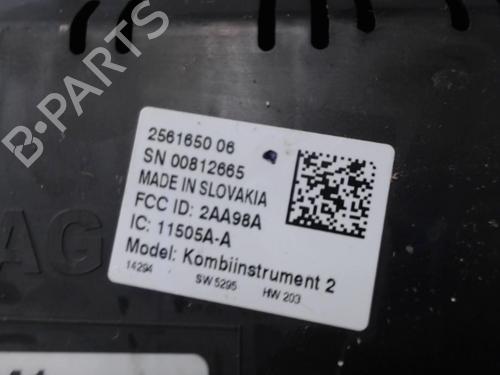 2561650 06
SN 00812665
MADE IN SLOVAKIA
FCC ID: 2AA98A
IC: 11505A-A
Model: Kombiinstrument 2
14294 SW 5295 HW 203
AG